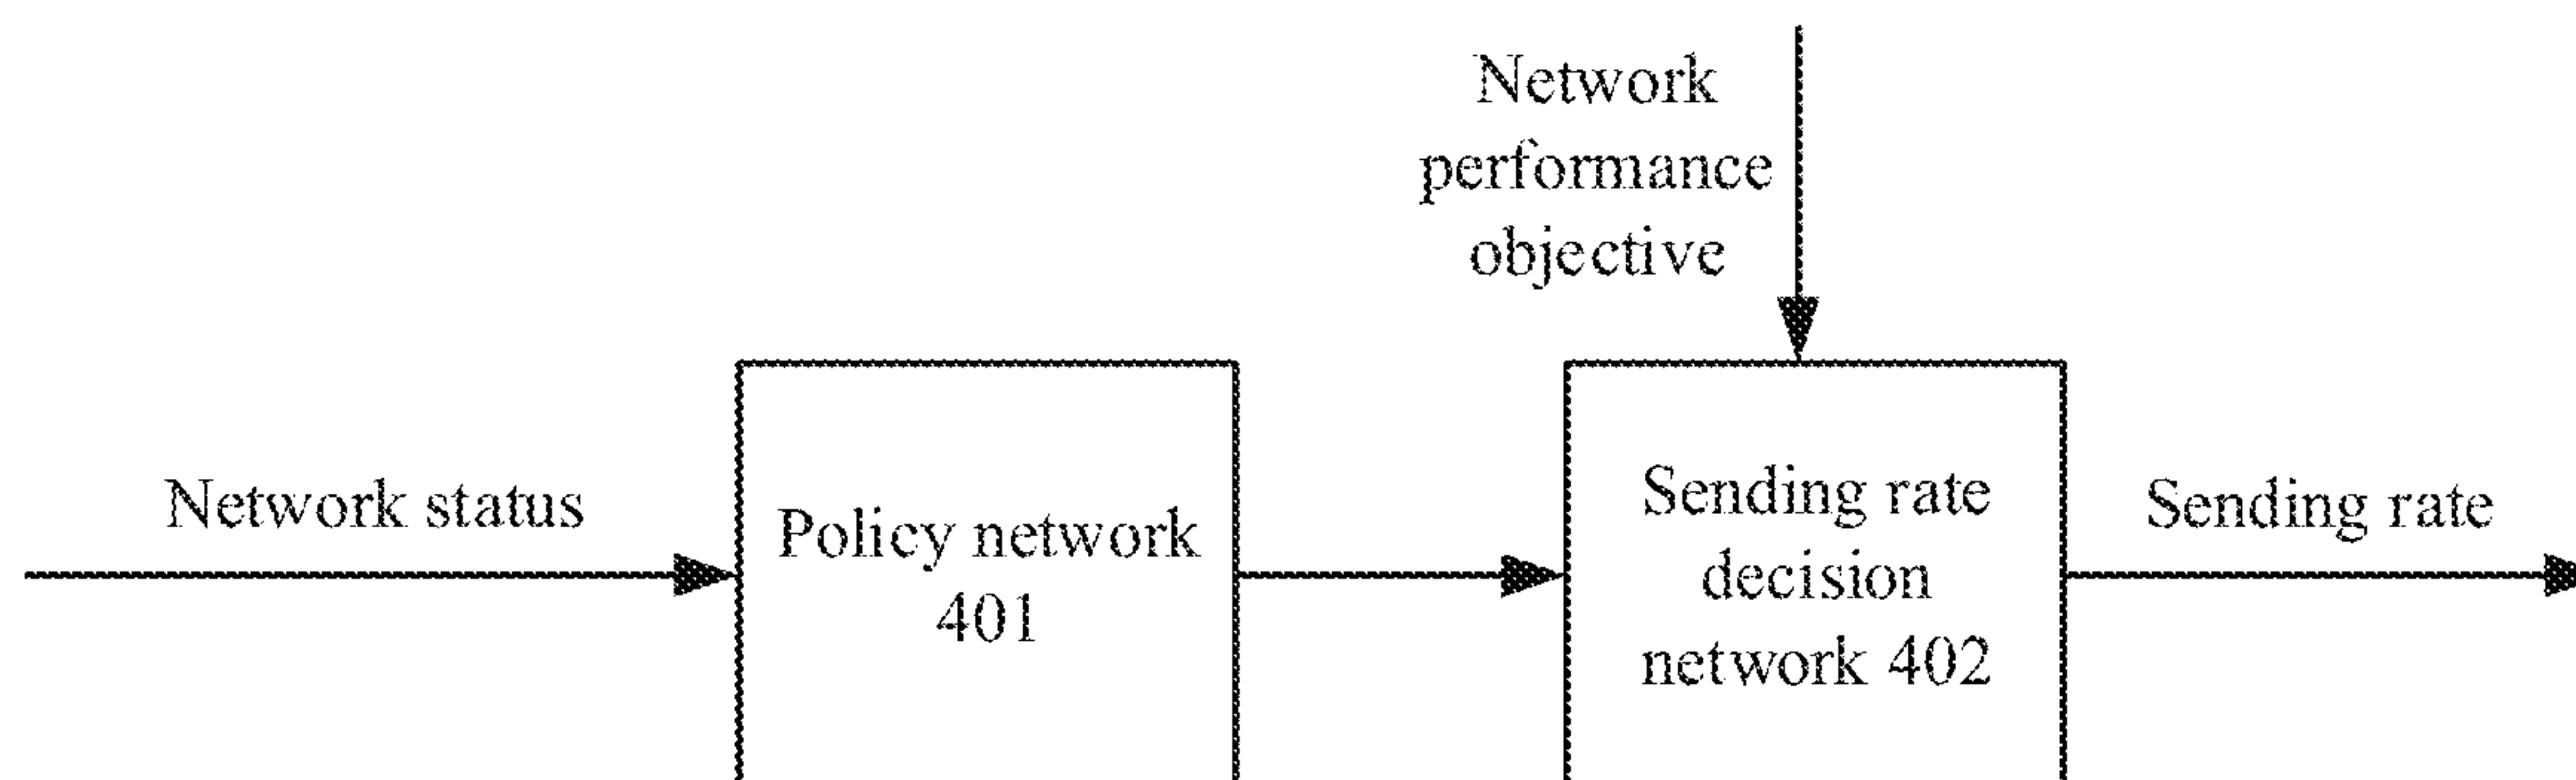 Network
performance
objective
Network status
Policy network
401
Sending rate
decision
network 402
Sending rate